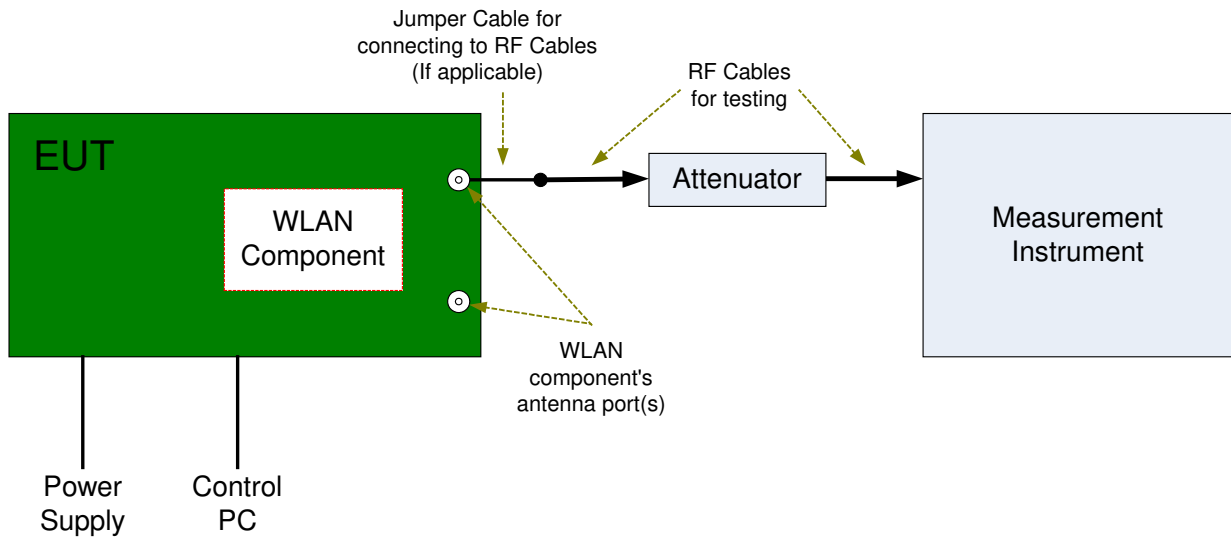 Jumper Cable for
connecting to RF Cables
(If applicable)
RF Cables
for testing
EUT
WLAN
Component
Attenuator
Measurement
Instrument
WLAN
component's
antenna port(s)
Power
Supply
Control
PC